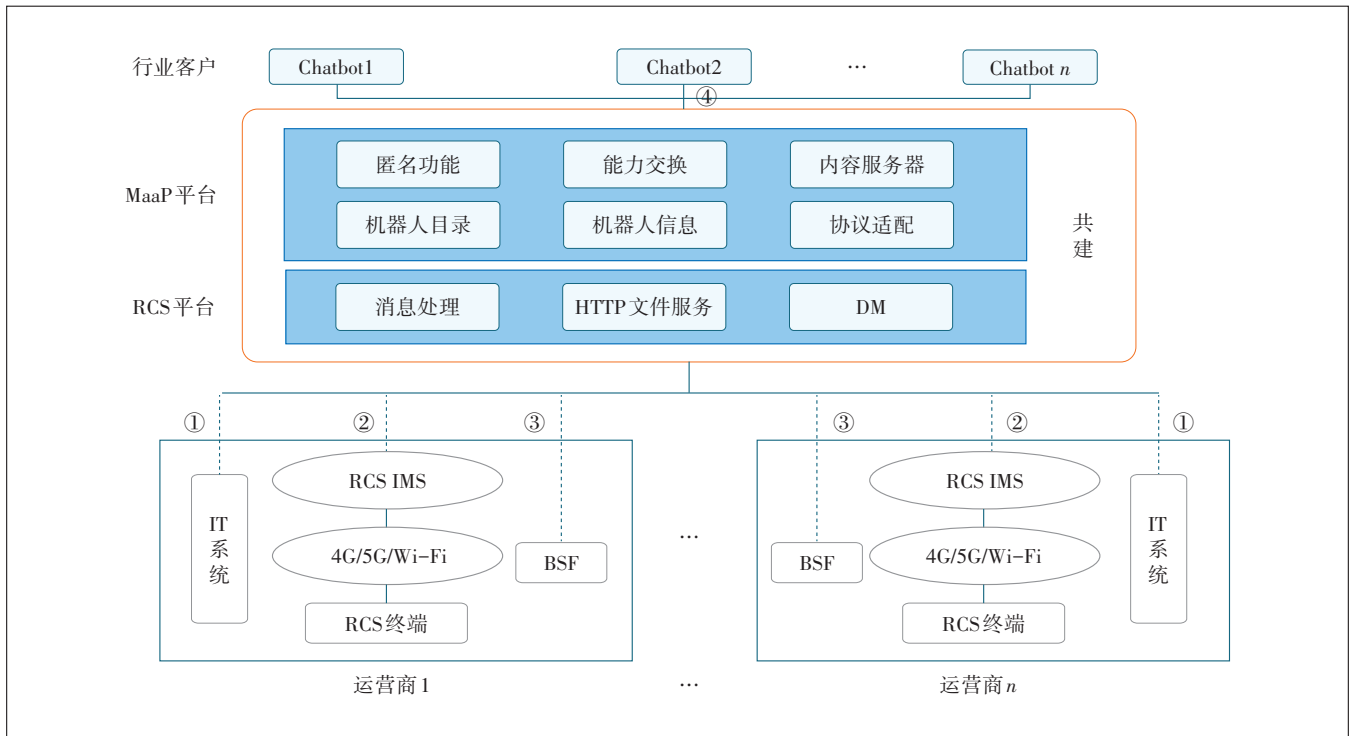 行业客户 Chatbot1 Chatbot2 … Chatbot n
④
匿名功能 能力交换 内容服务器
MaaP平台
机器人目录 机器人信息 协议适配
共建
RCS平台 消息处理 HTTP文件服务 DM
① ② ③ ③ ② ①
RCS IMS RCS IMS
IT系统 4G/5G/Wi-Fi BSF … BSF 4G/5G/Wi-Fi IT系统
RCS终端 RCS终端
运营商1 … 运营商n